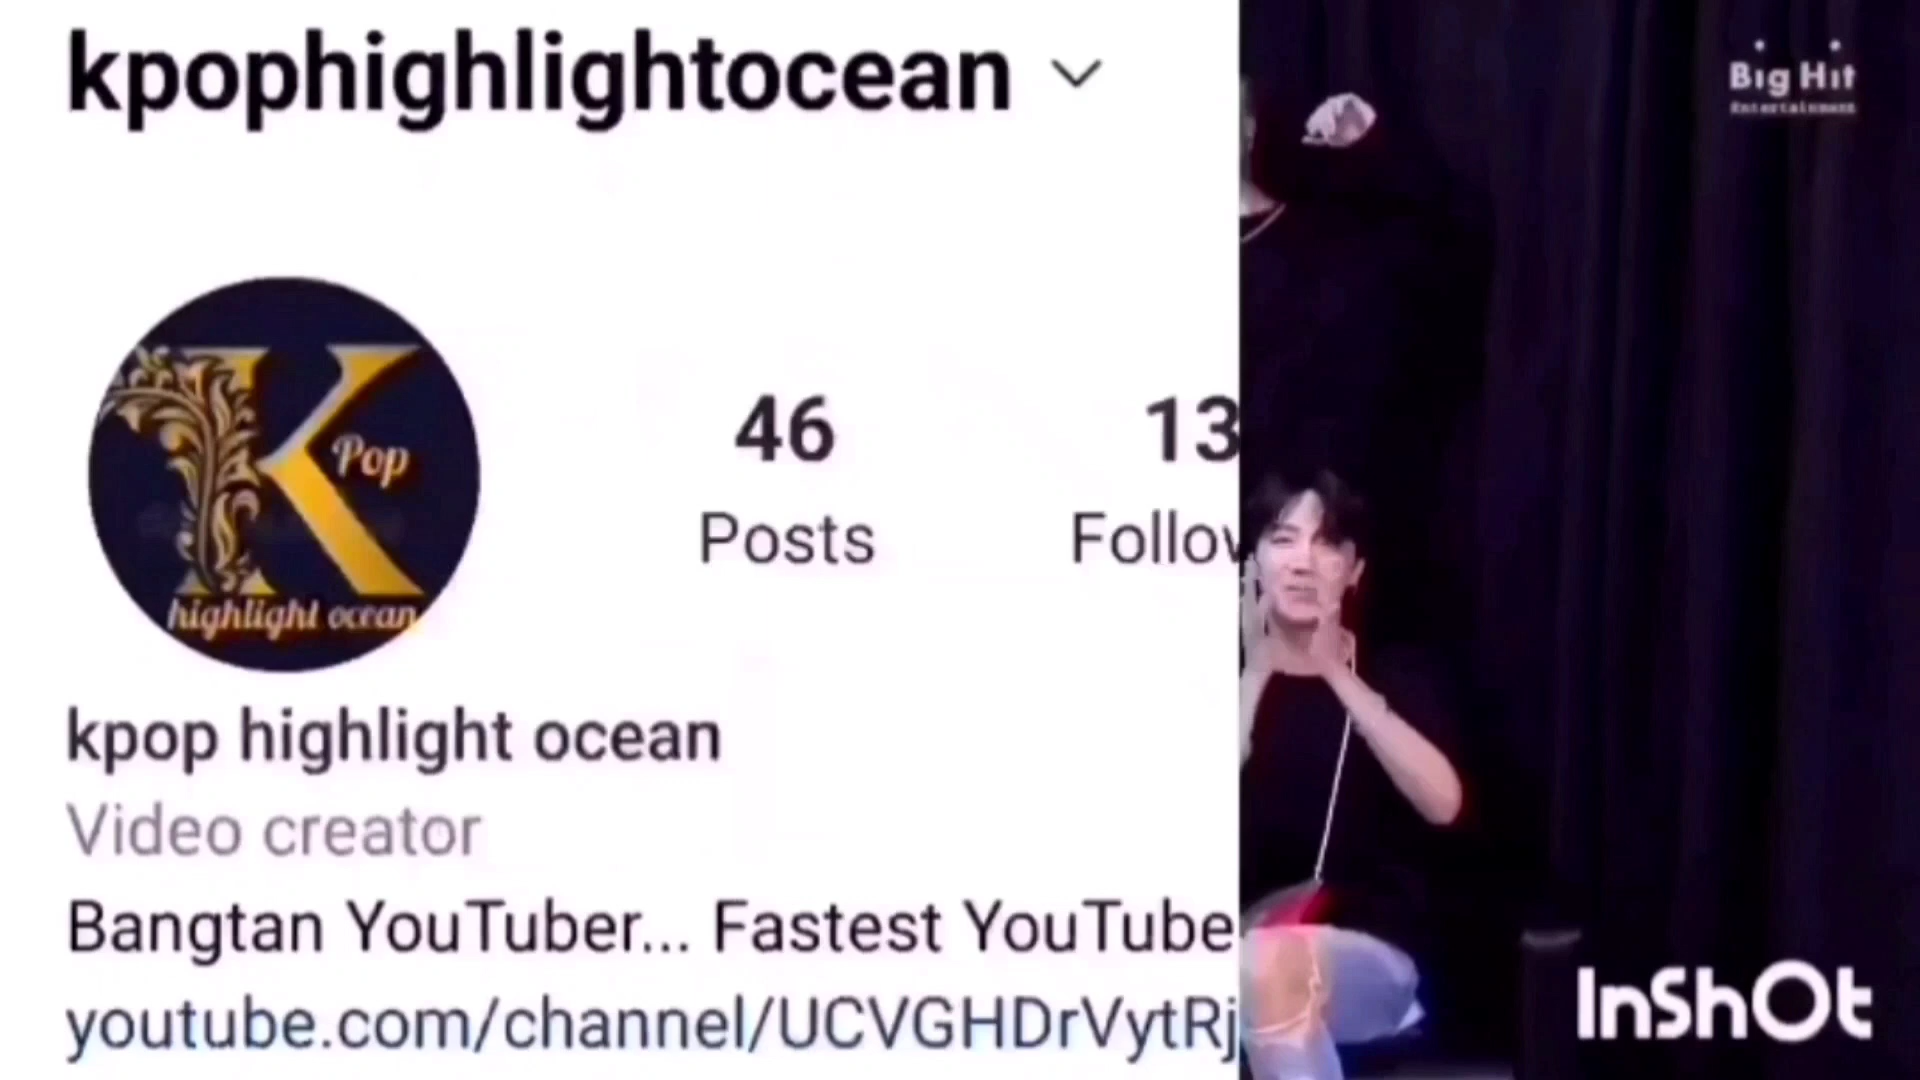 kpophighlightocean
Big Hit
Entertainment
Pop
highlight ocean
46
13
Posts
Follow
kpop highlight ocean
Video creator
Bangtan YouTuber... Fastest YouTube
youtube.com/channel/UCVGHDrVytRj
InShOt